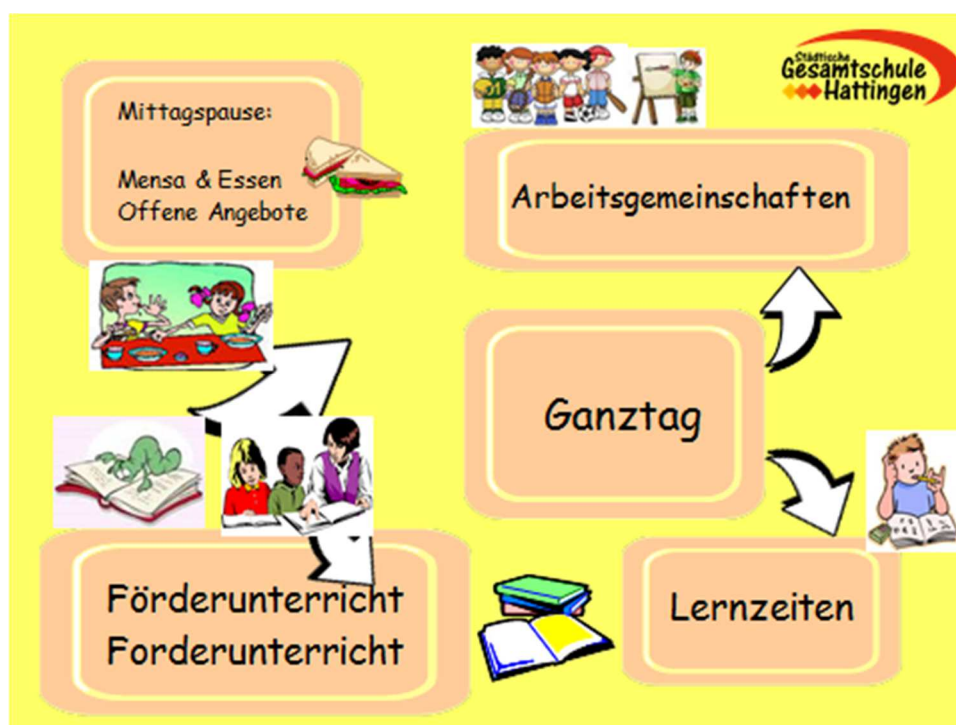 Mittagspause:
Mensa & Essen
Offene Angebote
Städtische
Gesamtschule
Hattingen
Arbeitsgemeinschaften
Ganztag
Förderunterricht
Forderunterricht
Lernzeiten